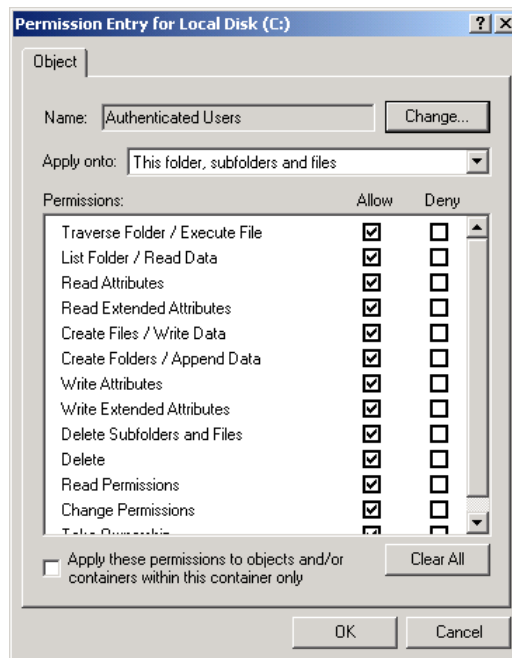 Permission Entry for Local Disk (C:)
Object
Name: Authenticated Users Change...
Apply onto: This folder, subfolders and files
Permissions: Allow Deny
Traverse Folder / Execute File
List Folder / Read Data
Read Attributes
Read Extended Attributes
Create Files / Write Data
Create Folders / Append Data
Write Attributes
Write Extended Attributes
Delete Subfolders and Files
Delete
Read Permissions
Change Permissions
Take Ownership
Apply these permissions to objects and/or
containers within this container only
Clear All
OK Cancel